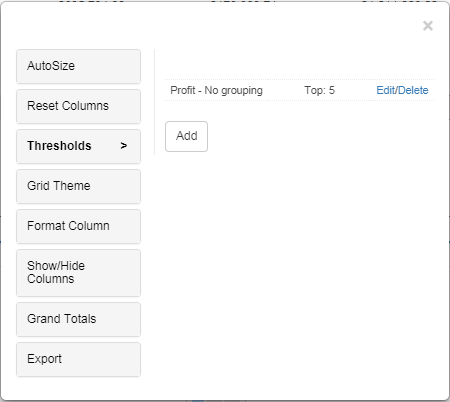 ×
AutoSize
Reset Columns
Thresholds >
Grid Theme
Format Column
Show/Hide
Columns
Grand Totals
Export
Profit - No grouping Top: 5 Edit/Delete
Add